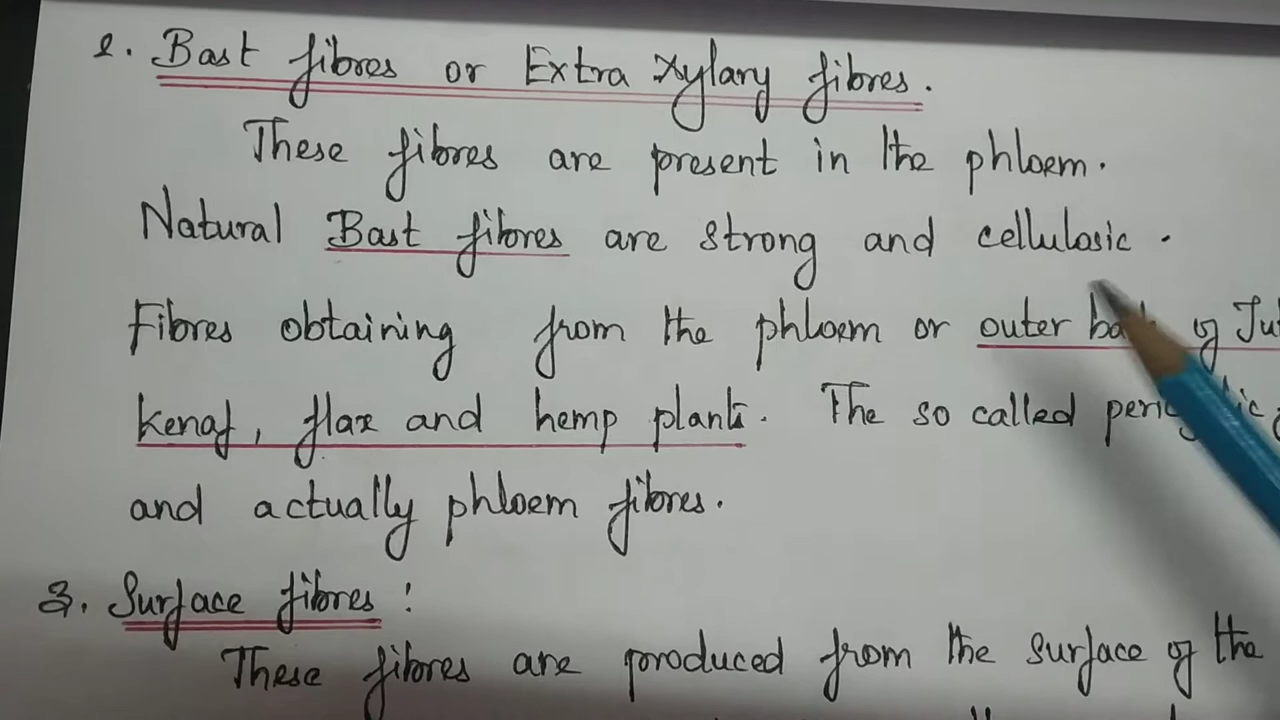 2. Bast fibres or Extra Xylary fibres.
These fibres are present in the phloem.
Natural Bast fibres are strong and cellulosic.
Fibres obtaining from the phloem or outer of
kenaf, flax and hemp plants. The so called
and actually phloem fibres.
3. Surface fibres:
These fibres are produced from the surface of the